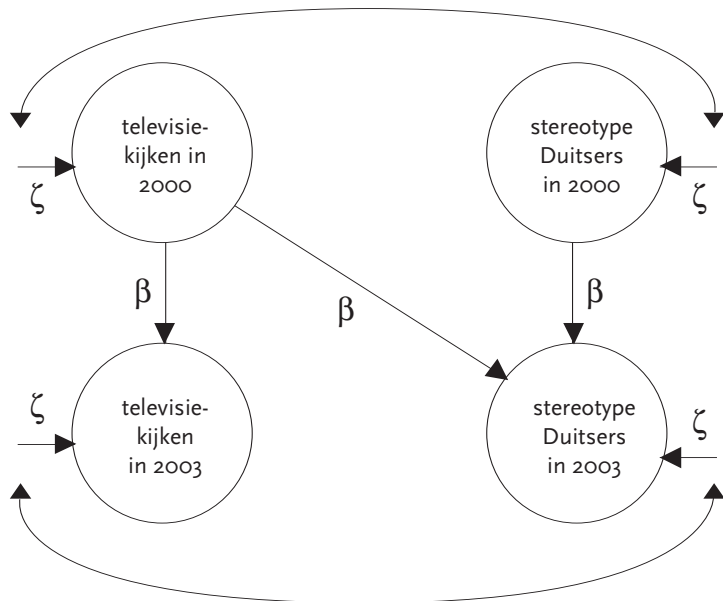 televisie-
kijken in
2000
stereotype
Duitsers
in 2000
ζ
ζ
β
β
β
televisie-
kijken
in 2003
stereotype
Duitsers
in 2003
ζ
ζ